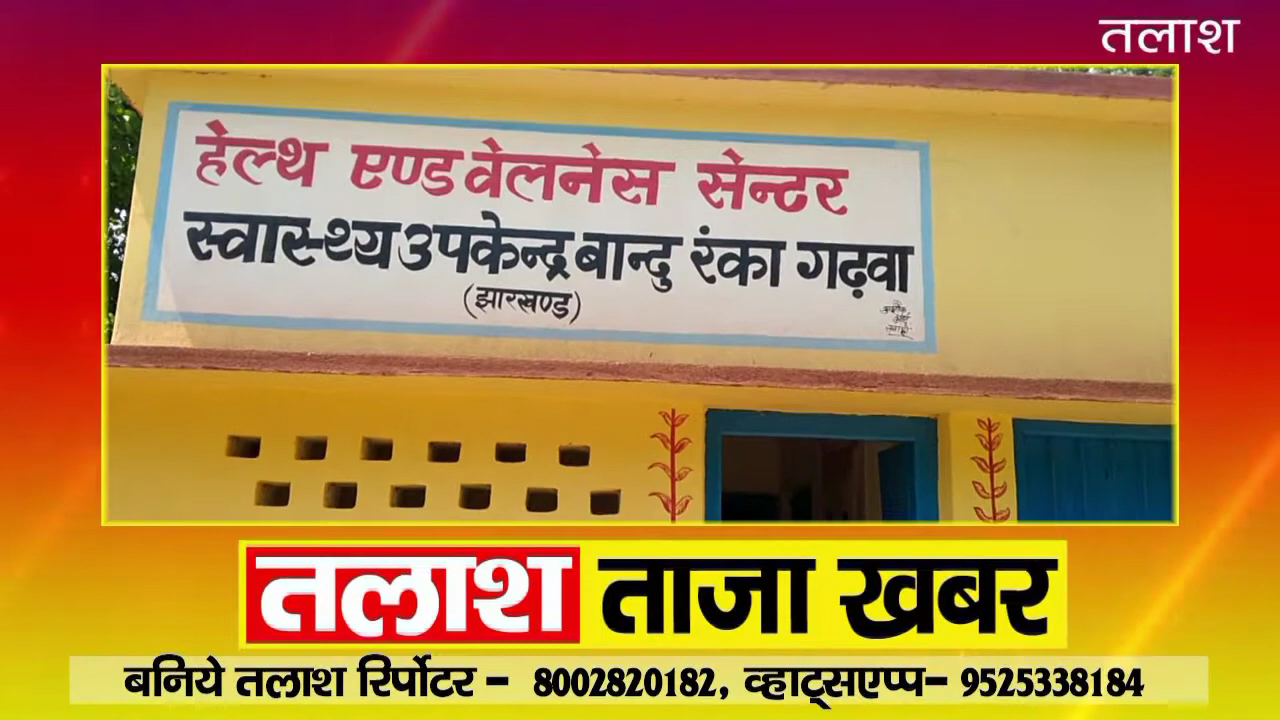 तलाश
हेल्थ एण्ड वेलनेस सेन्टर
स्वास्थ्य उपकेन्द्र बान्दु रंका गढ़वा
(झारखण्ड)
तलाश ताजा खबर
बनिये तलाश रिर्पोटर - 8002820182, व्हाट्सएप्प- 9525338184